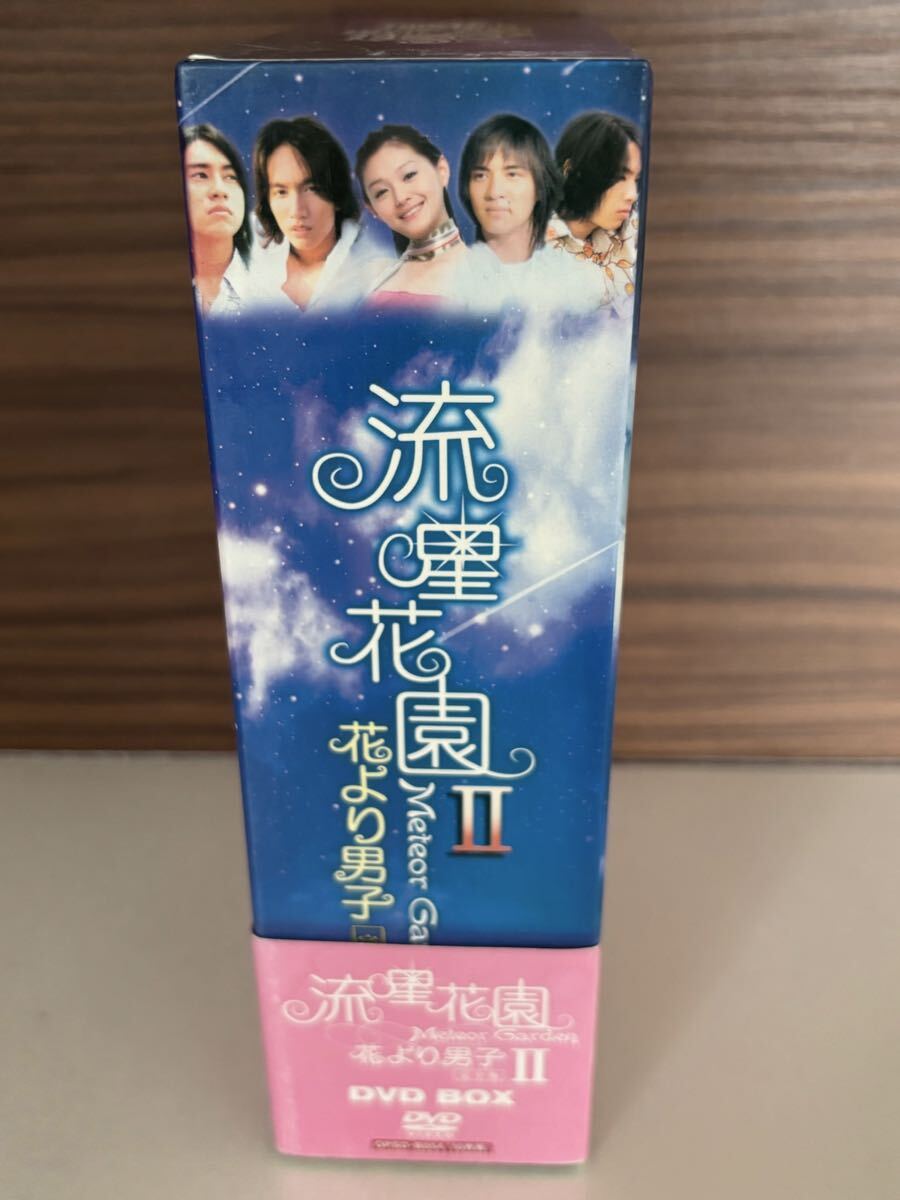 流星花園 II
Meteor Ga
花より男子
流星花園
Meteor Garden
花より男子 II
DVD BOX
DVD
VIDEO